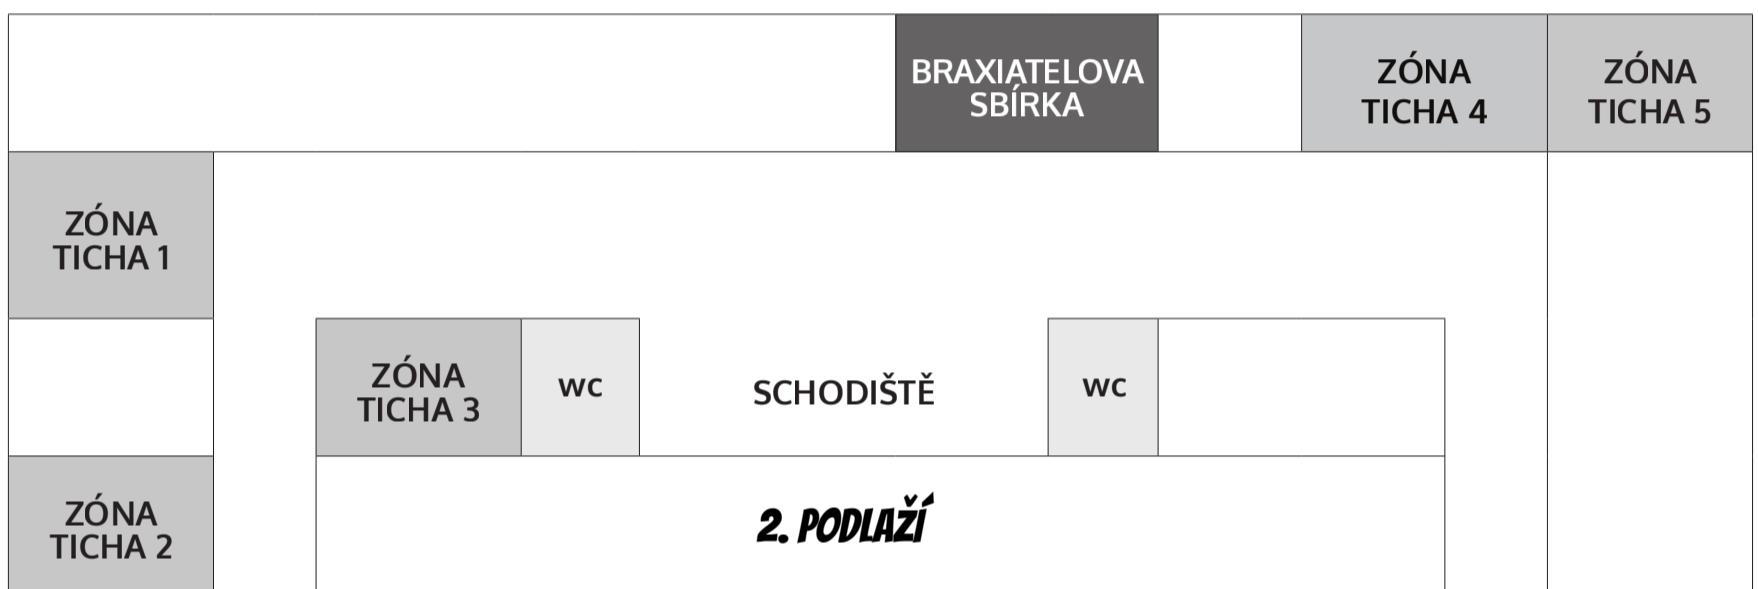 BRAXIATELOVA
SBÍRKA
ZÓNA
TICHA 4
ZÓNA
TICHA 5
ZÓNA
TICHA 1
ZÓNA
TICHA 3
WC
SCHODIŠTĚ
WC
ZÓNA
TICHA 2
2. PODLAŽÍ